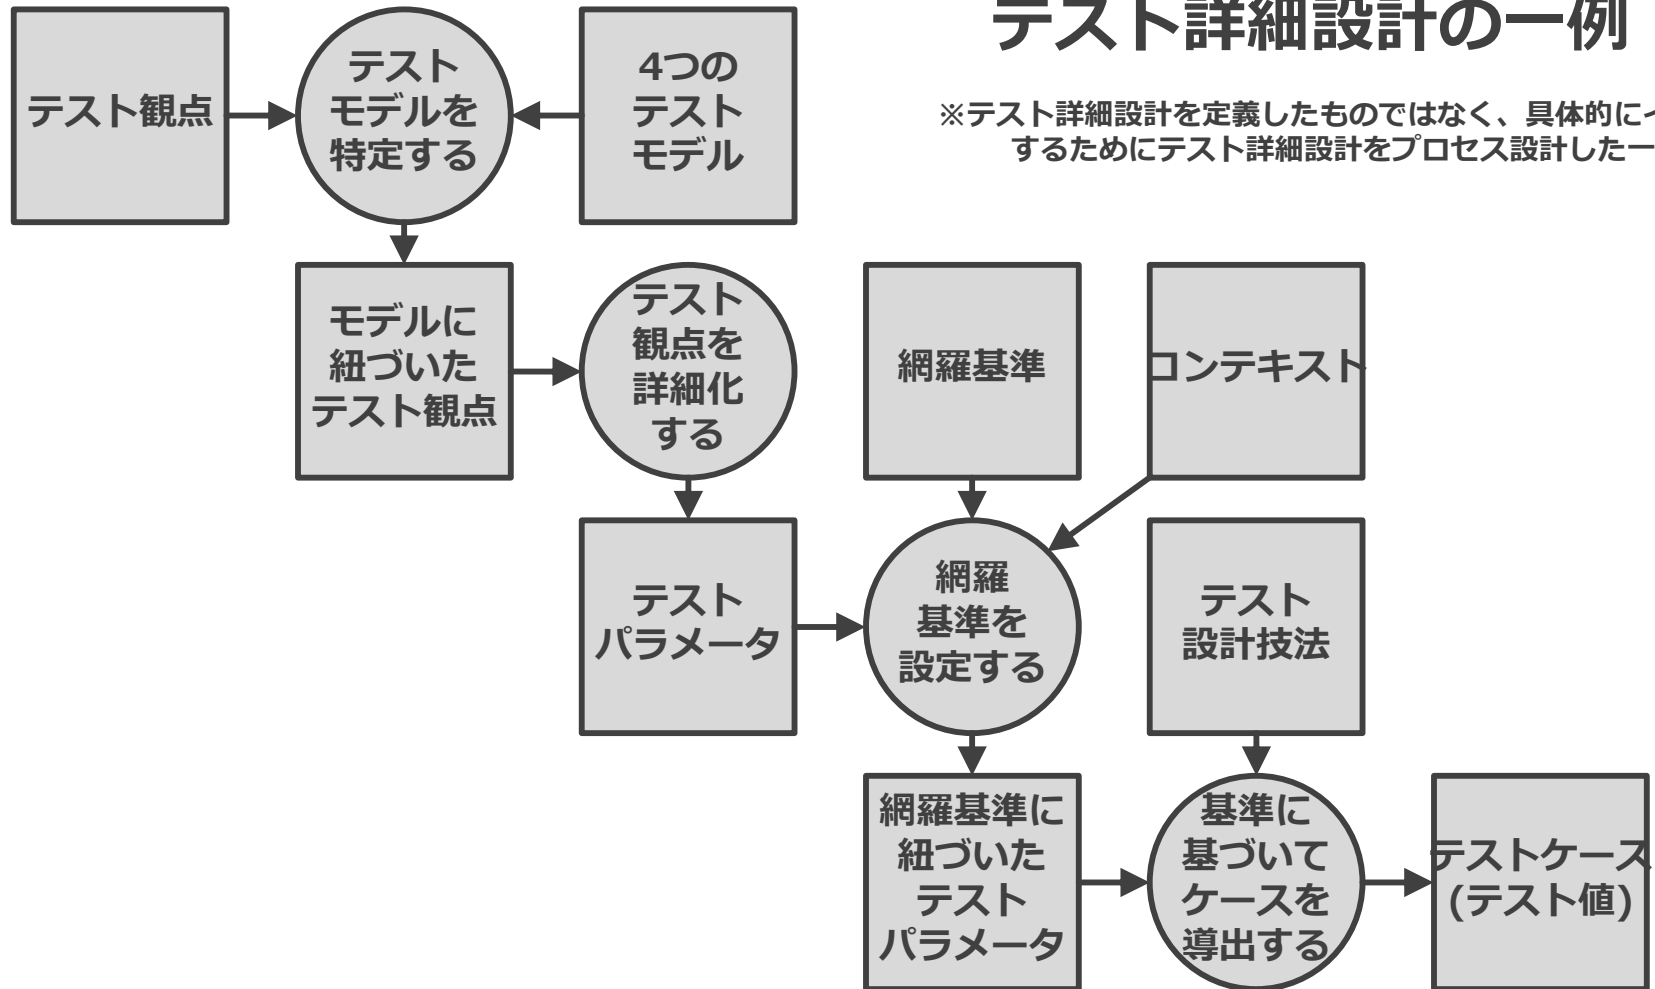 テスト詳細設計の一例
※テスト詳細設計を定義したものではなく、具体的に
するためにテスト詳細設計をプロセス設計した一
テスト観点
テスト
モデルを
特定する
4つの
テスト
モデル
モデルに
紐づいた
テスト観点
テスト
観点を
詳細化
する
網羅基準
コンテキスト
テスト
パラメータ
網羅
基準を
設定する
テスト
設計技法
網羅基準に
紐づいた
テスト
パラメータ
基準に
基づいて
ケースを
導出する
テストケース
(テスト値)